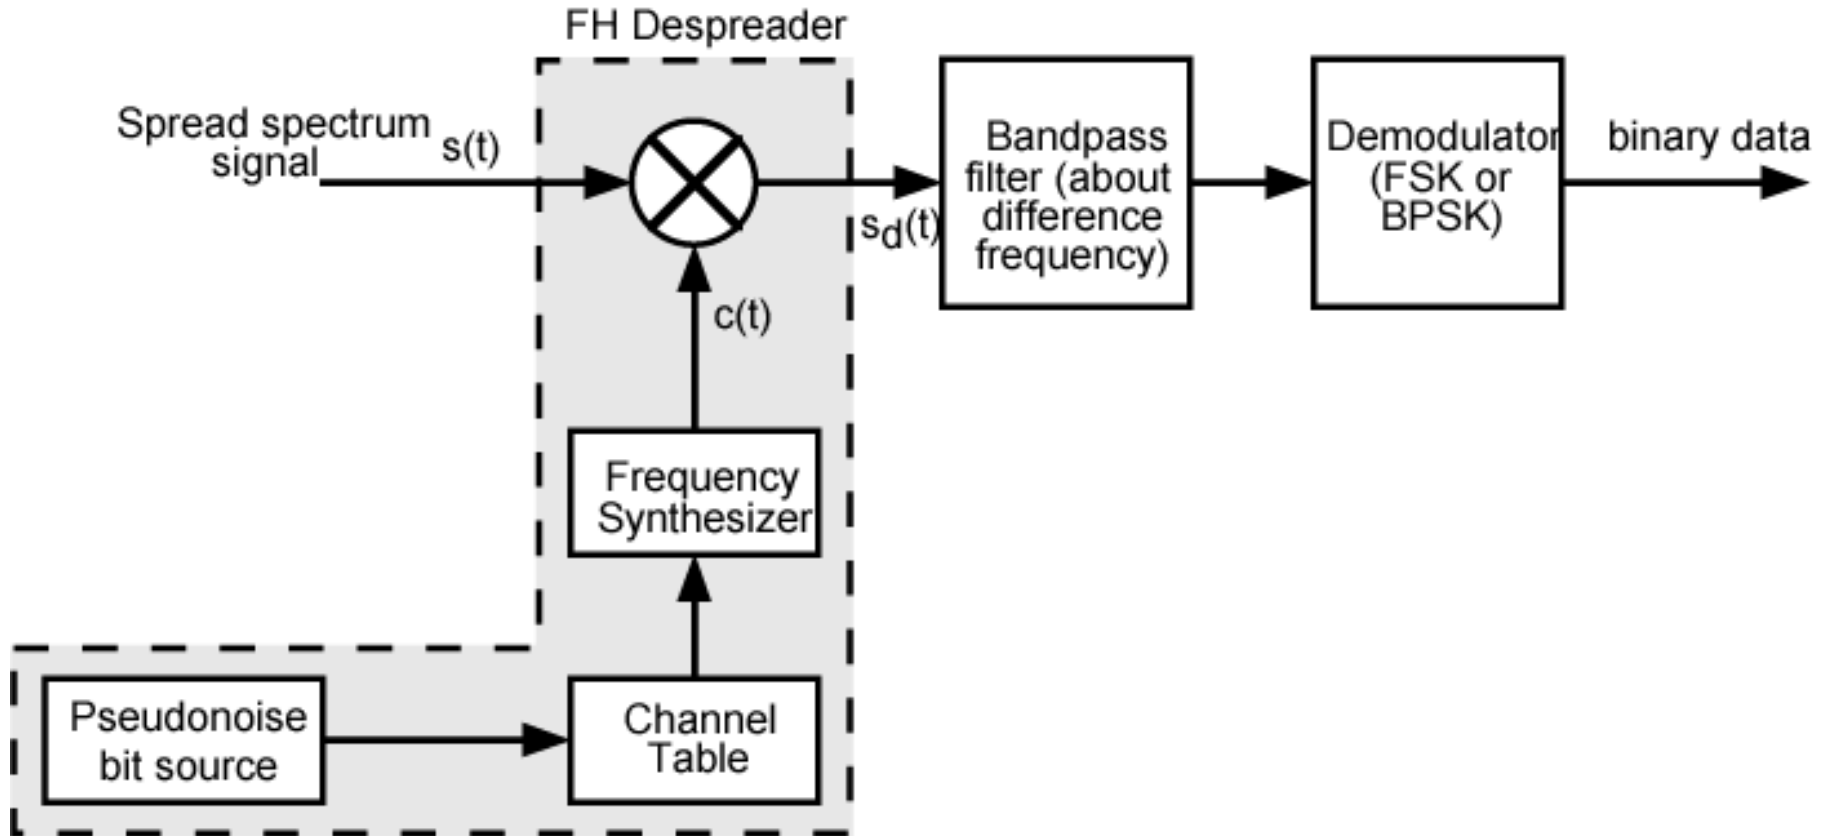 FH Despreader
Spread spectrum
signal
s(t)
c(t)
sd(t)
Bandpass
filter (about
difference
frequency)
Demodulator
(FSK or
BPSK)
binary data
Frequency
Synthesizer
Pseudonoise
bit source
Channel
Table